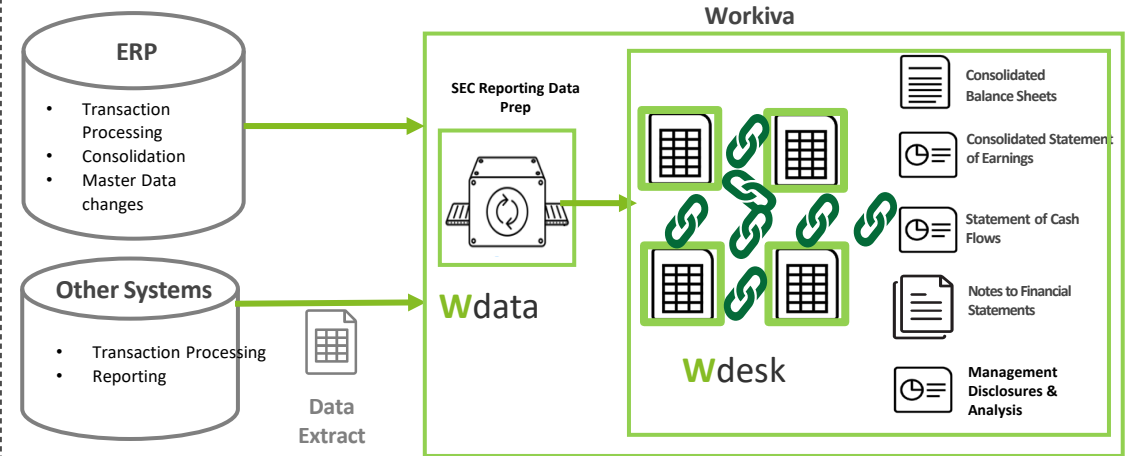 Workiva
ERP
• Transaction
Processing
• Consolidation
• Master Data
changes
Other Systems
• Transaction Processing
• Reporting
Data
Extract
SEC Reporting Data
Prep
Wdata
Wdesk
Consolidated
Balance Sheets
Consolidated Statement
of Earnings
Statement of Cash
Flows
Notes to Financial
Statements
Management
Disclosures &
Analysis